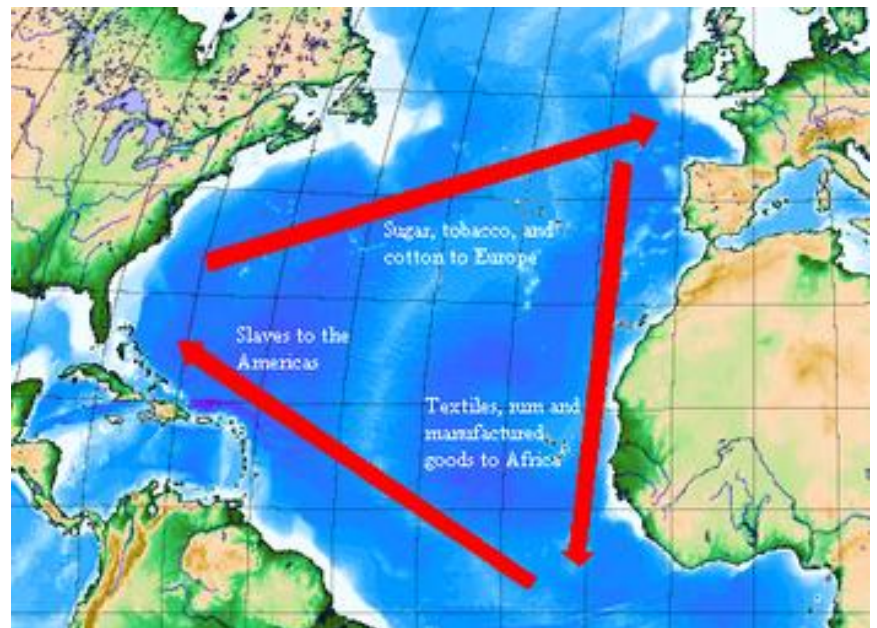 Sugar, tobacco, and
cotton to Europe
Slaves to the
Americas
Textiles, rum and
manufactured
goods to Africa